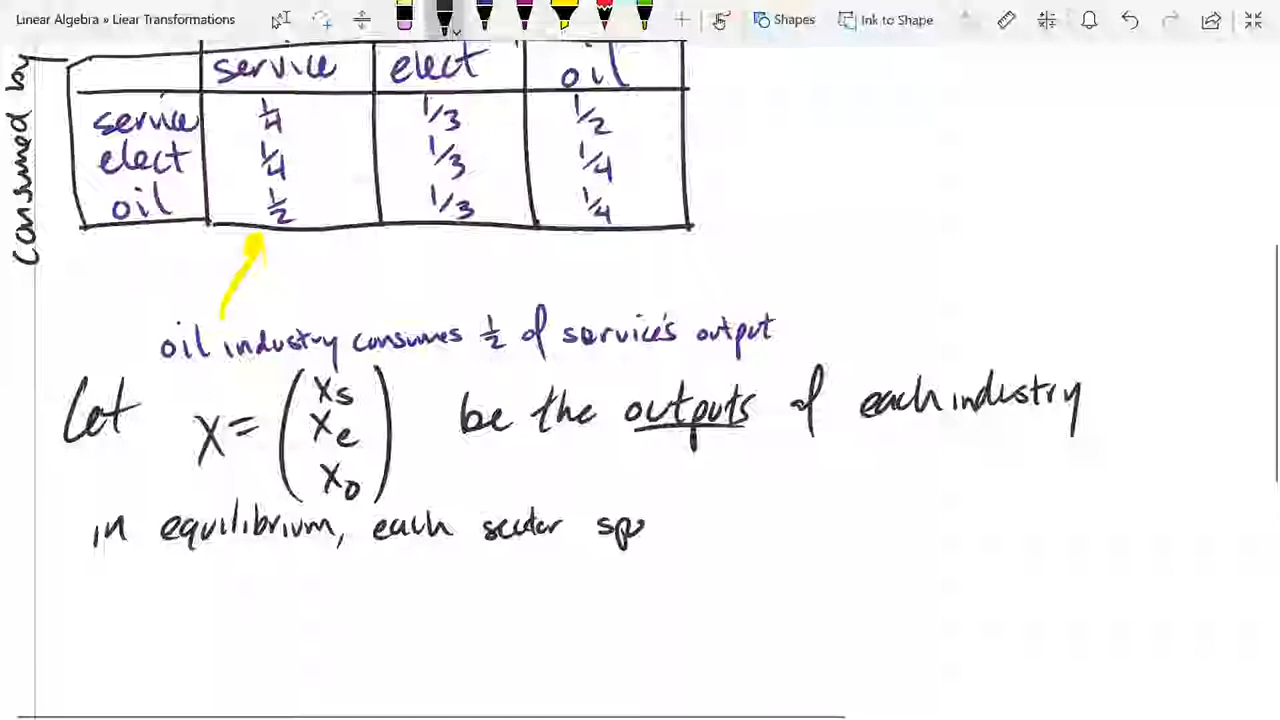 Linear Algebra » Liear Transformations
Shapes
Ink to Shape
Consumed by
service elect oil
service 1/4 1/3 1/2
elect 1/4 1/3 1/4
oil 1/2 1/3 1/4
oil industry consumes 1/2 of service's output
Let X = (xs xe xo) be the outputs of each industry
in equilibrium, each sector sp